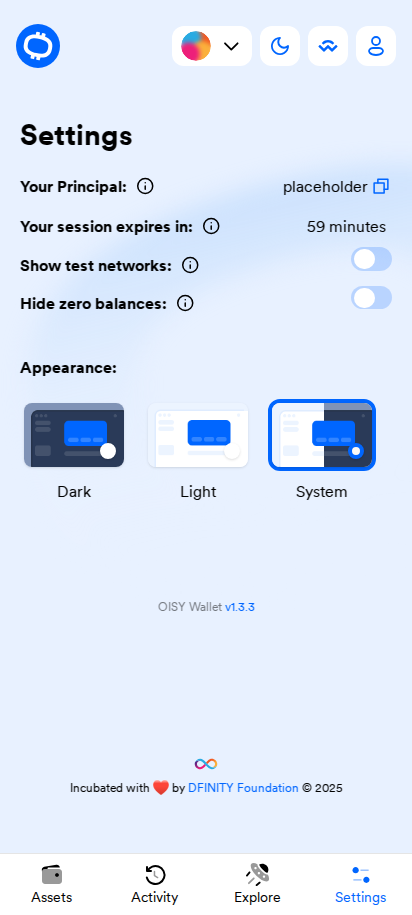 Settings
Your Principal: placeholder
Your session expires in: 59 minutes
Show test networks:
Hide zero balances:
Appearance:
Dark Light System
OISY Wallet v1.3.3
Incubated with ❤️ by DFINITY Foundation © 2025
Assets Activity Explore Settings